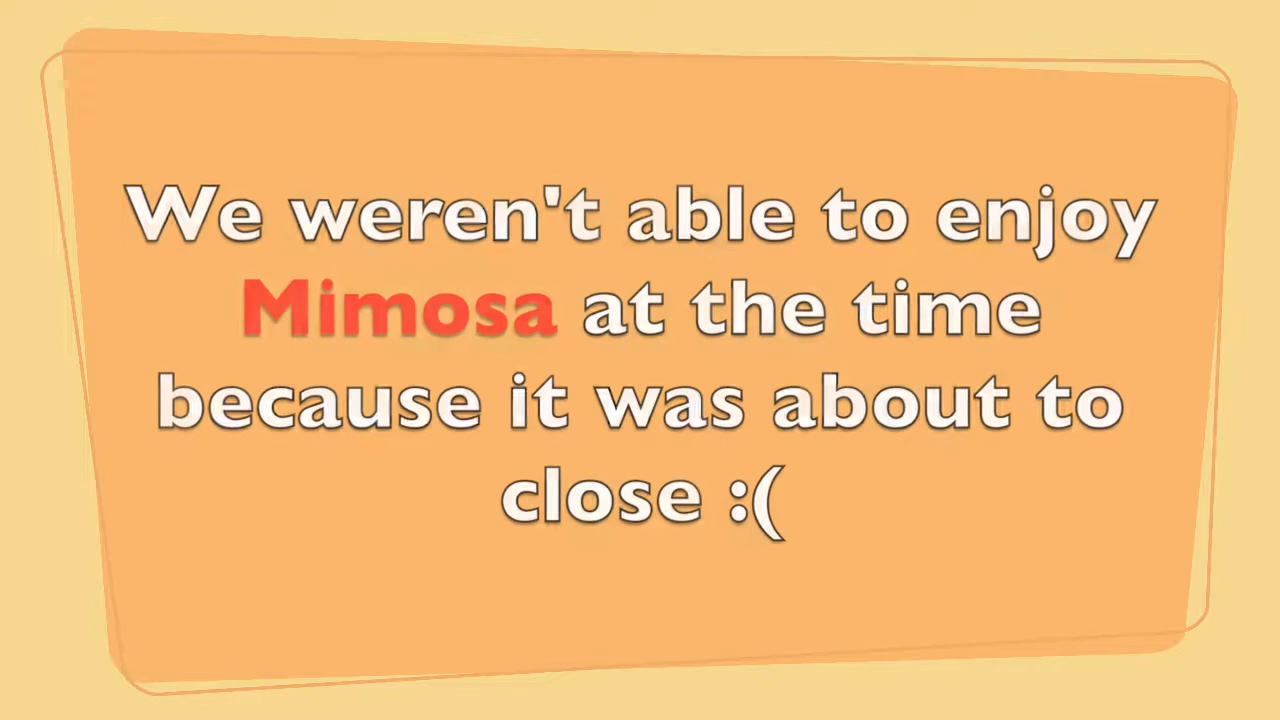 We weren't able to enjoy
Mimosa at the time
because it was about to
close :(